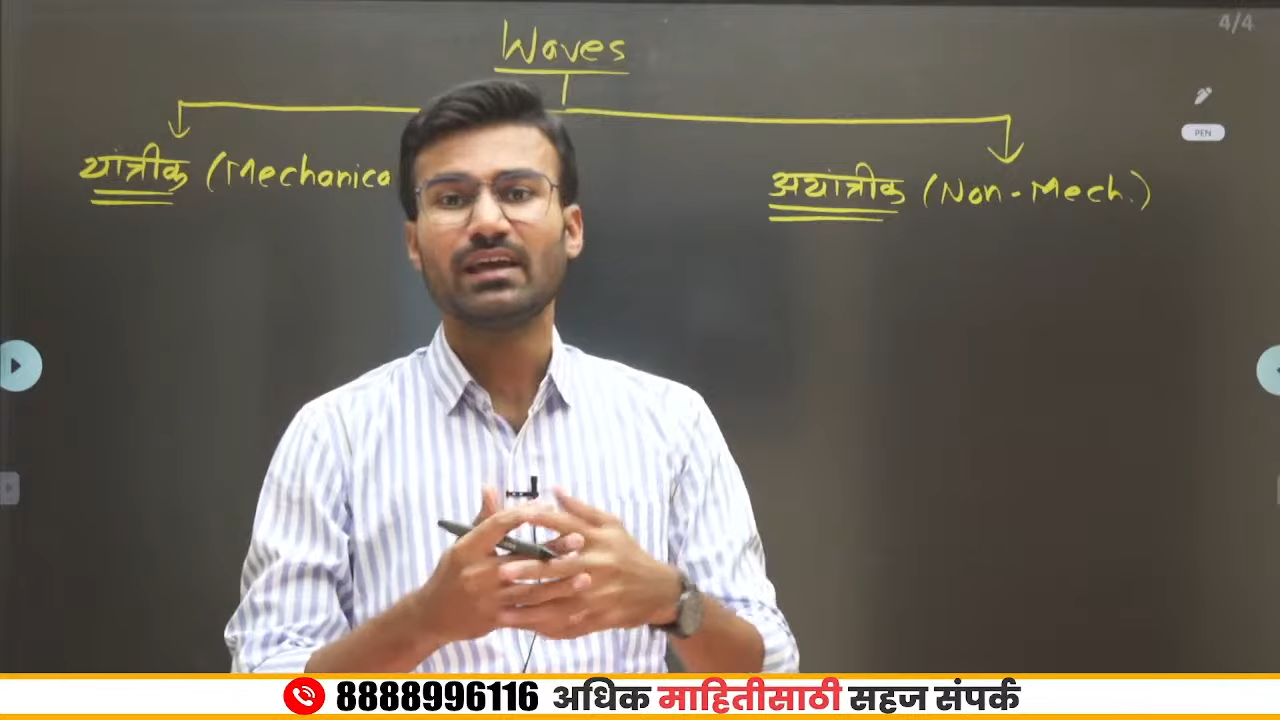 4/4
Waves
यांत्रीक (Mechanica
अयांत्रीक (Non-Mech.)
PEN
8888996116 अधिक माहितीसाठी सहज संपर्क